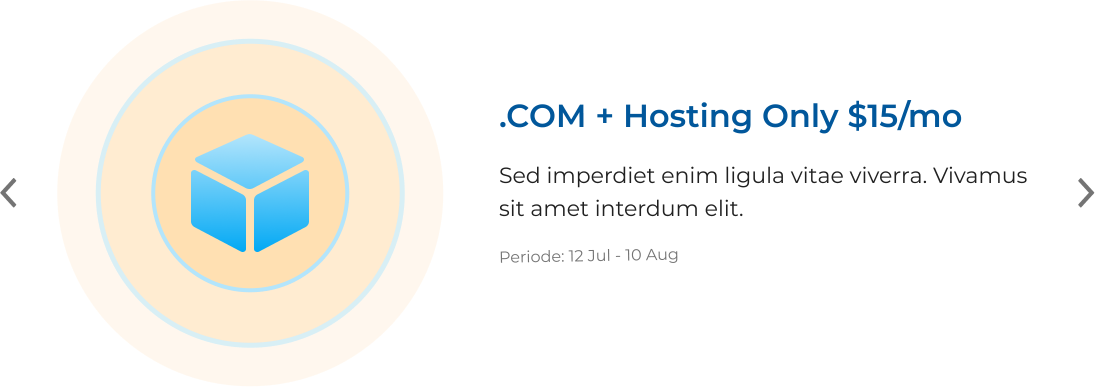 .COM + Hosting Only $15/mo
Sed imperdiet enim ligula vitae viverra. Vivamus
sit amet interdum elit.
Periode: 12 Jul - 10 Aug